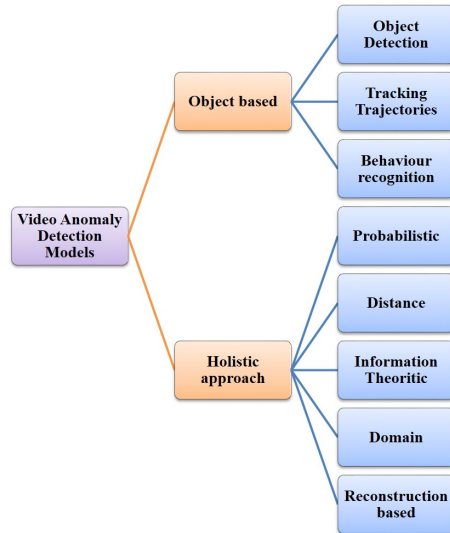 Object
Detection
Object based
Tracking
Trajectories
Behaviour
recognition
Video Anomaly
Detection
Models
Probabilistic
Distance
Holistic
approach
Information
Theoritic
Domain
Reconstruction
based